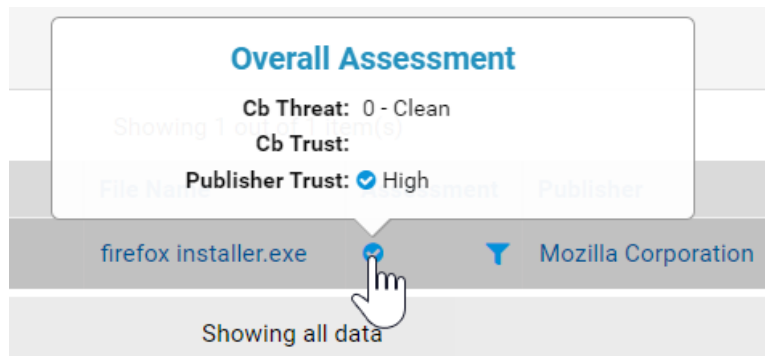 Overall Assessment
Cb Threat: 0 - Clean
Showing 1 out of 1 item(s)
Cb Trust:
Publisher Trust: High
File Name Assessment Publisher
firefox installer.exe Mozilla Corporation
Showing all data